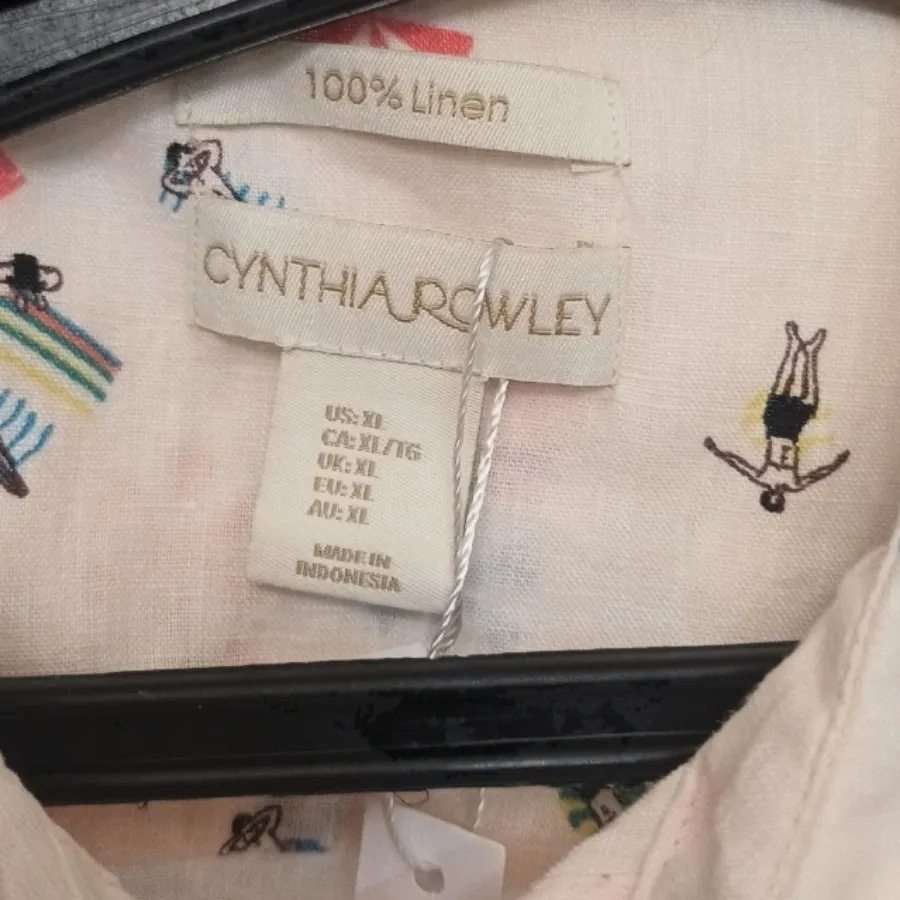 100% Linen
CYNTHIA ROWLEY
US: XL
CA: XL/TG
UK: XL
EU: XL
AU: XL
MADE IN
INDONESIA